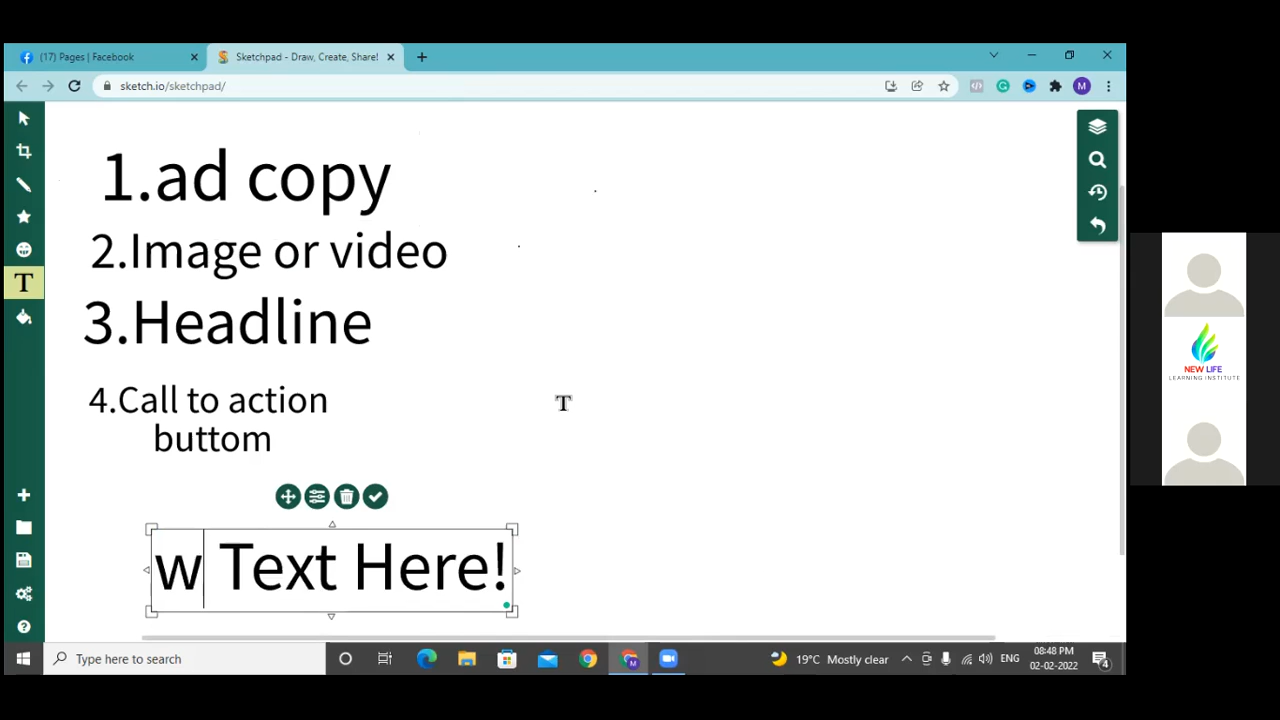 (17) Pages | Facebook
Sketchpad - Draw, Create, Share!
sketch.io/sketchpad/
M
1.ad copy
2.Image or video
3.Headline
4.Call to action
buttom
T
T
w Text Here!
NEW LIFE
LEARNING INSTITUTE
Type here to search
M
19°C Mostly clear
ENG
08:48 PM
02-02-2022
4